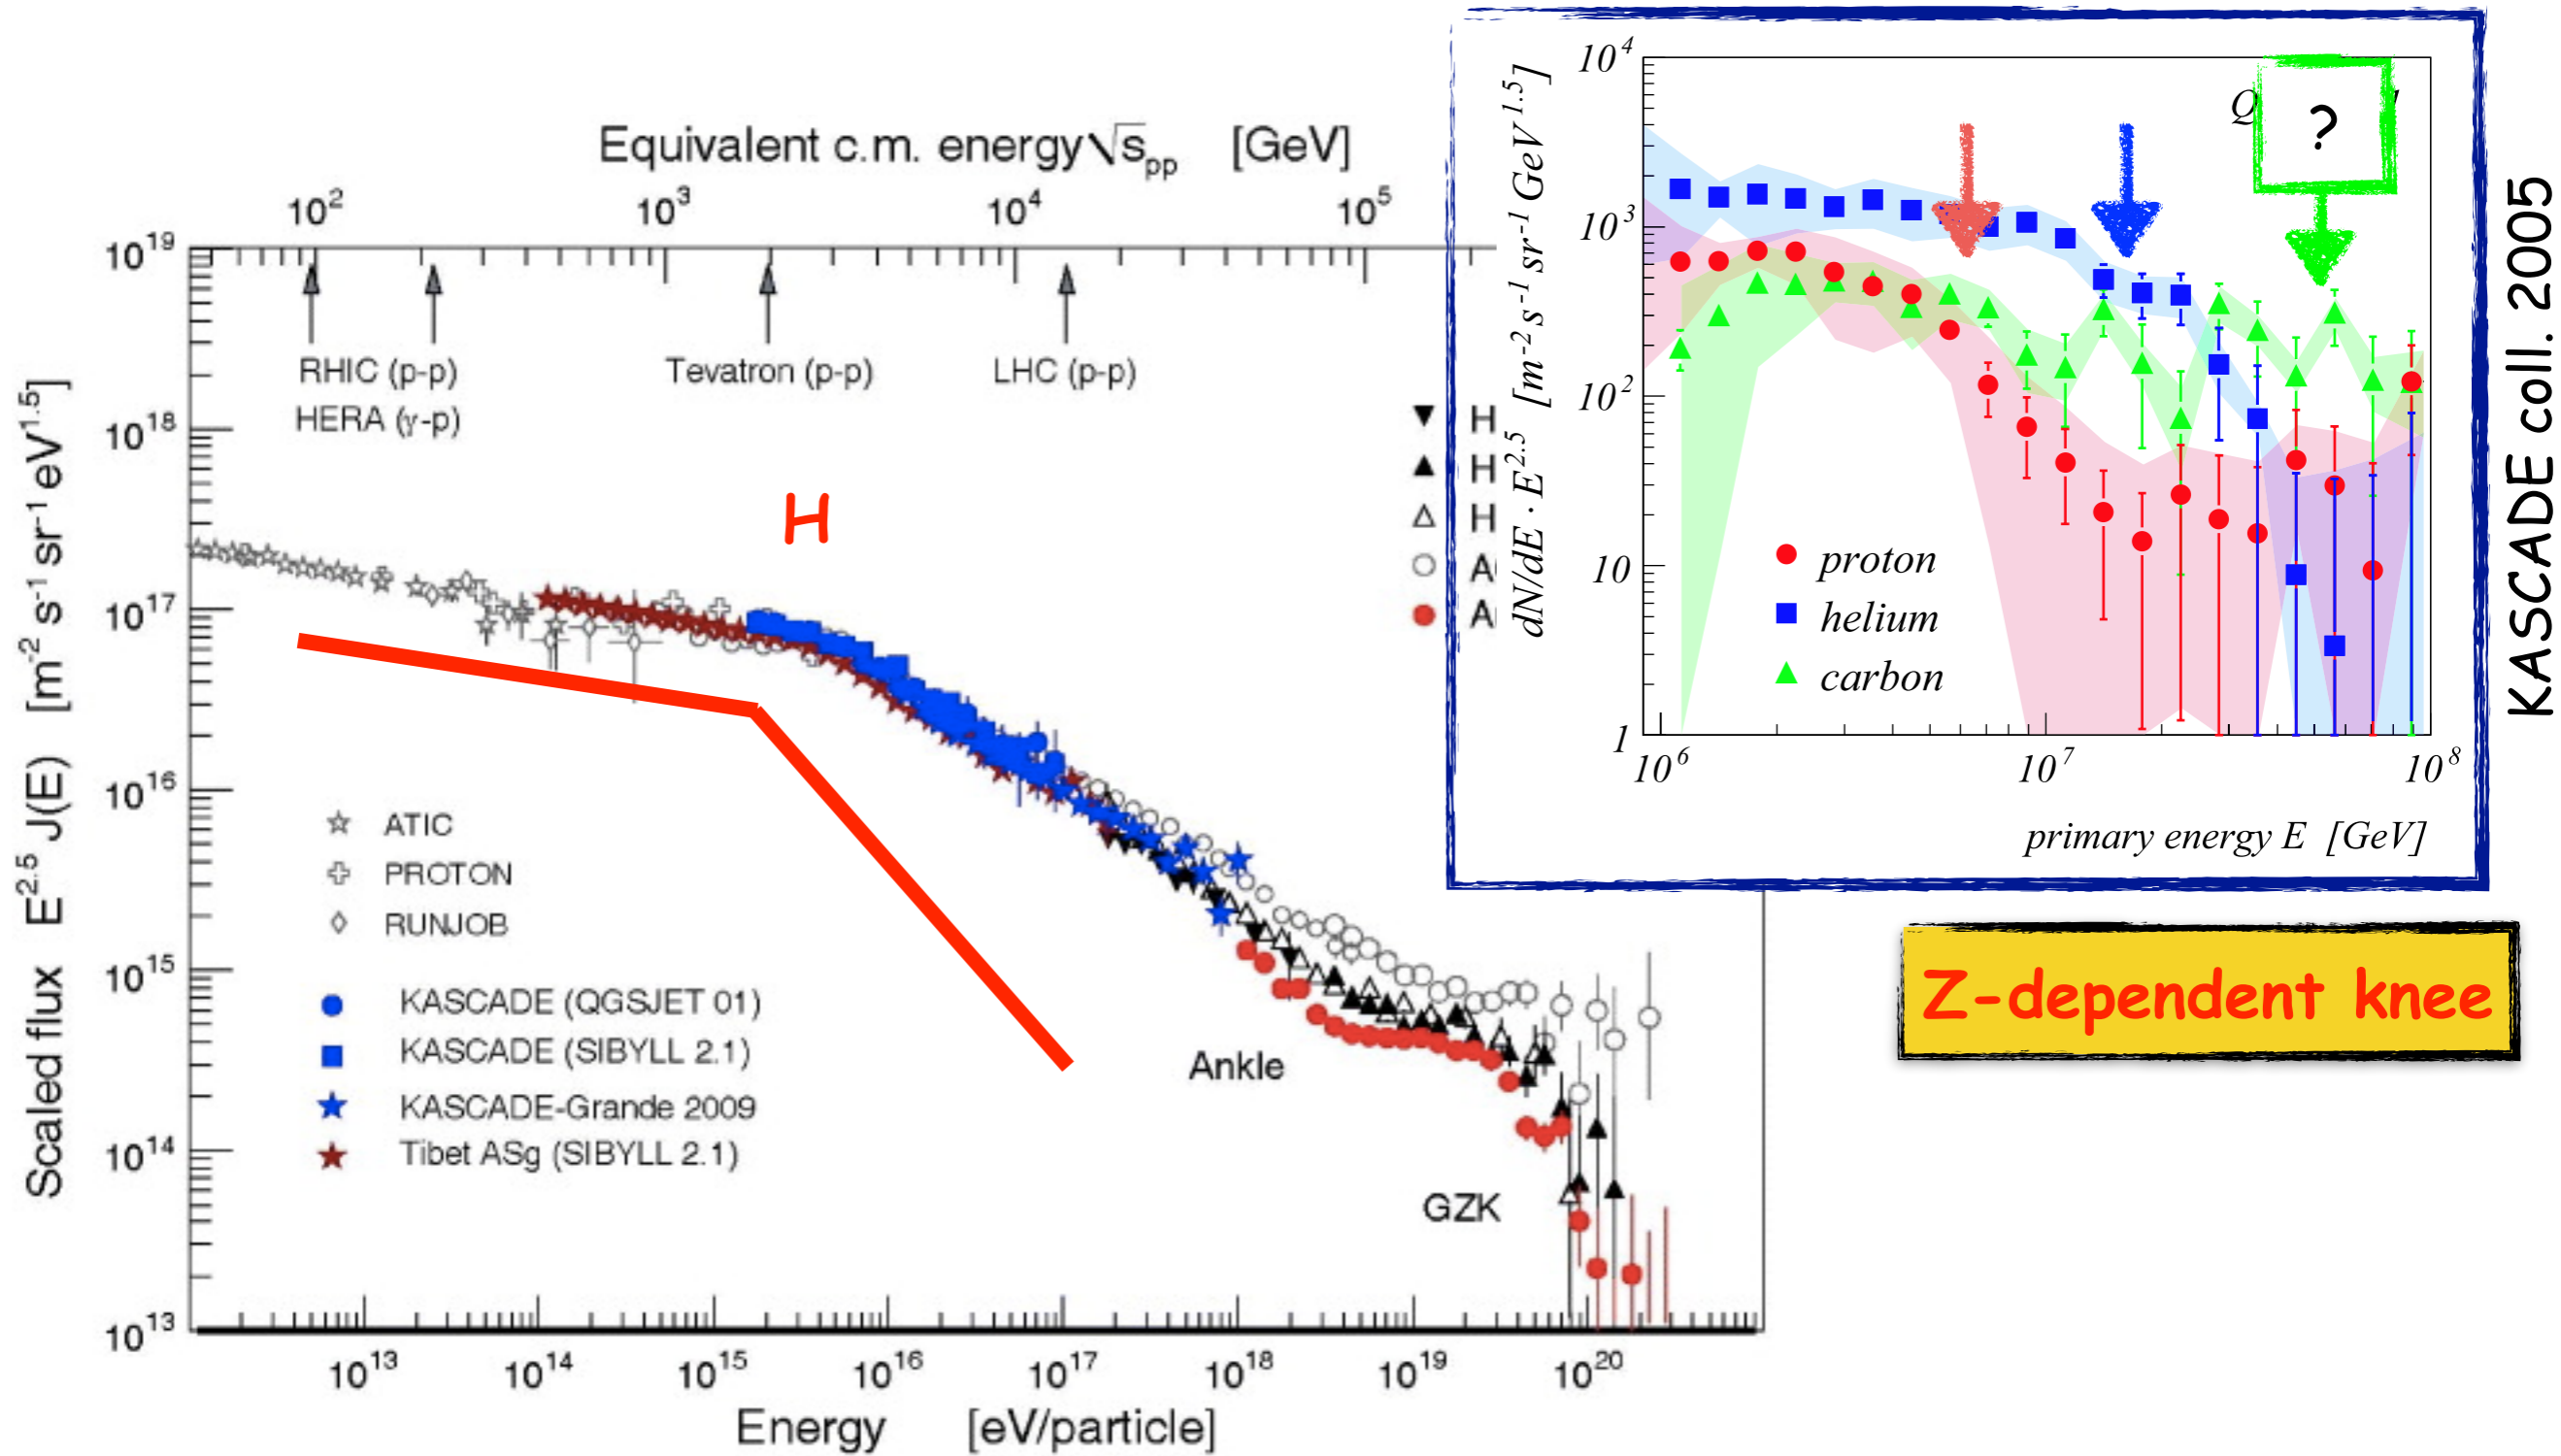 Equivalent c.m. energy √s_pp [GeV]
10^2 10^3 10^4 10^5
RHIC (p-p)
HERA (γ-p)
Tevatron (p-p)
LHC (p-p)
Scaled flux E^2.5 J(E) [m^-2 s^-1 sr^-1 eV^1.5]
10^19
10^18
10^17
10^16
10^15
10^14
10^13
H
ATIC
PROTON
RUNJOB
KASCADE (QGSJET 01)
KASCADE (SIBYLL 2.1)
KASCADE-Grande 2009
Tibet ASg (SIBYLL 2.1)
H
H
H
Ankle
GZK
10^13 10^14 10^15 10^16 10^17 10^18 10^19 10^20
Energy [eV/particle]
dN/dE · E^2.5 [m^-2 s^-1 sr^-1 GeV^1.5]
10^4
10^3
10^2
10
1
Q
?
proton
helium
carbon
10^6 10^7 10^8
primary energy E [GeV]
KASCADE coll. 2005
Z-dependent knee